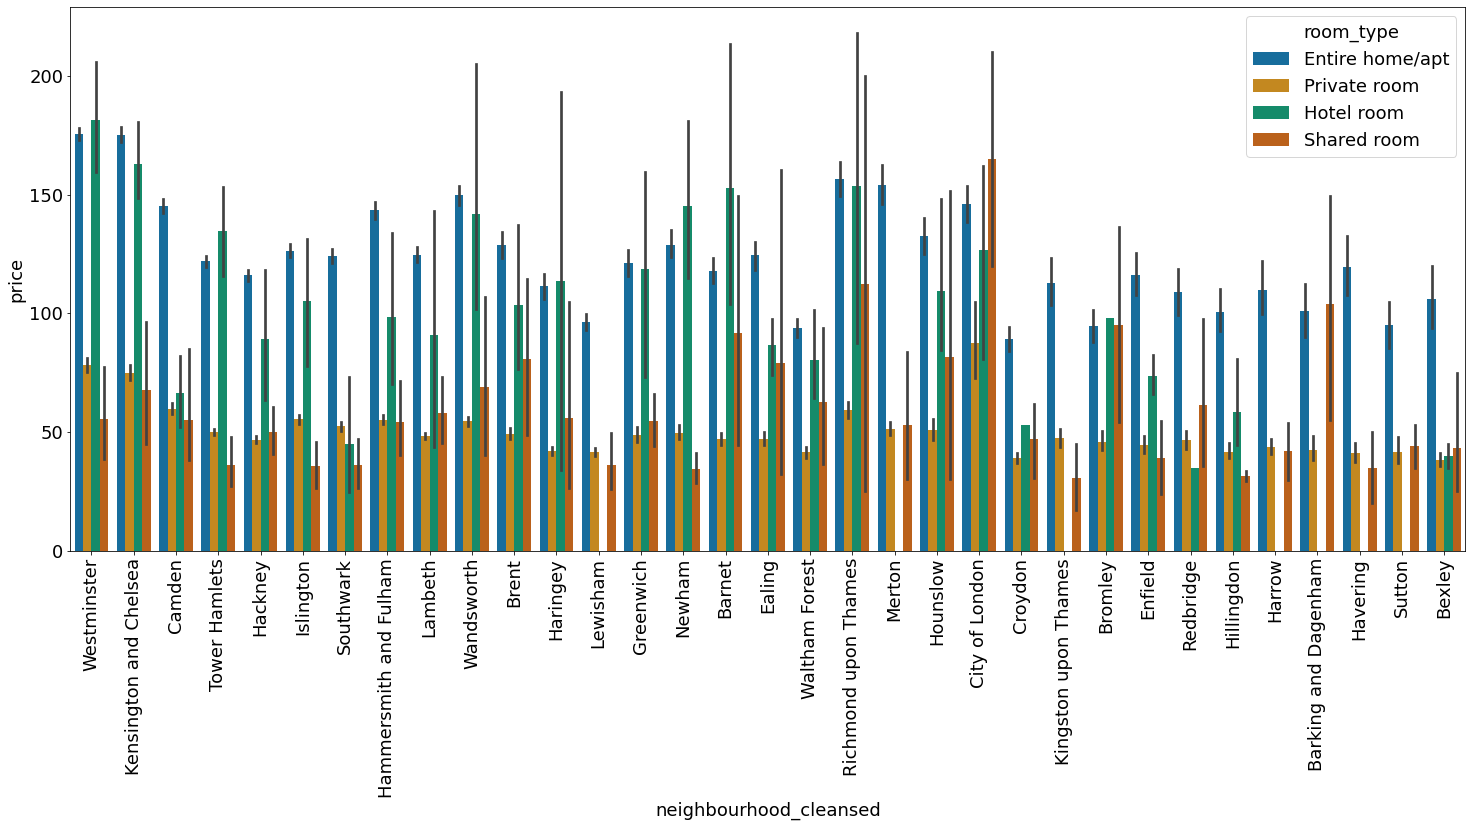 room_type
Entire home/apt
Private room
Hotel room
Shared room
price
200
150
100
50
0
Westminster
Kensington and Chelsea
Camden
Tower Hamlets
Hackney
Islington
Southwark
Hammersmith and Fulham
Lambeth
Wandsworth
Brent
Haringey
Lewisham
Greenwich
Newham
Barnet
Ealing
Waltham Forest
Richmond upon Thames
Merton
Hounslow
City of London
Croydon
Kingston upon Thames
Bromley
Enfield
Redbridge
Hillingdon
Harrow
Barking and Dagenham
Havering
Sutton
Bexley
neighbourhood_cleansed